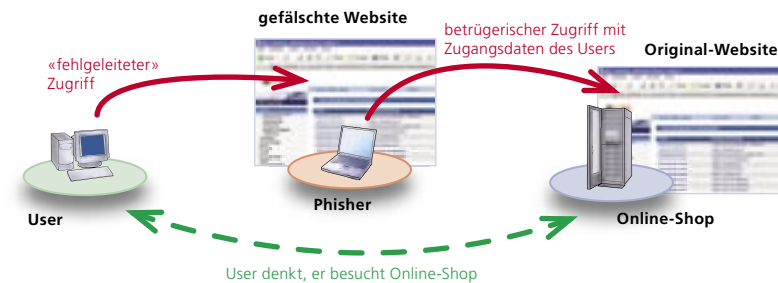 gefälschte Website
betrügerischer Zugriff mit
Zugangsdaten des Users
Original-Website
«fehlgeleiteter»
Zugriff
Phisher
User
Online-Shop
User denkt, er besucht Online-Shop